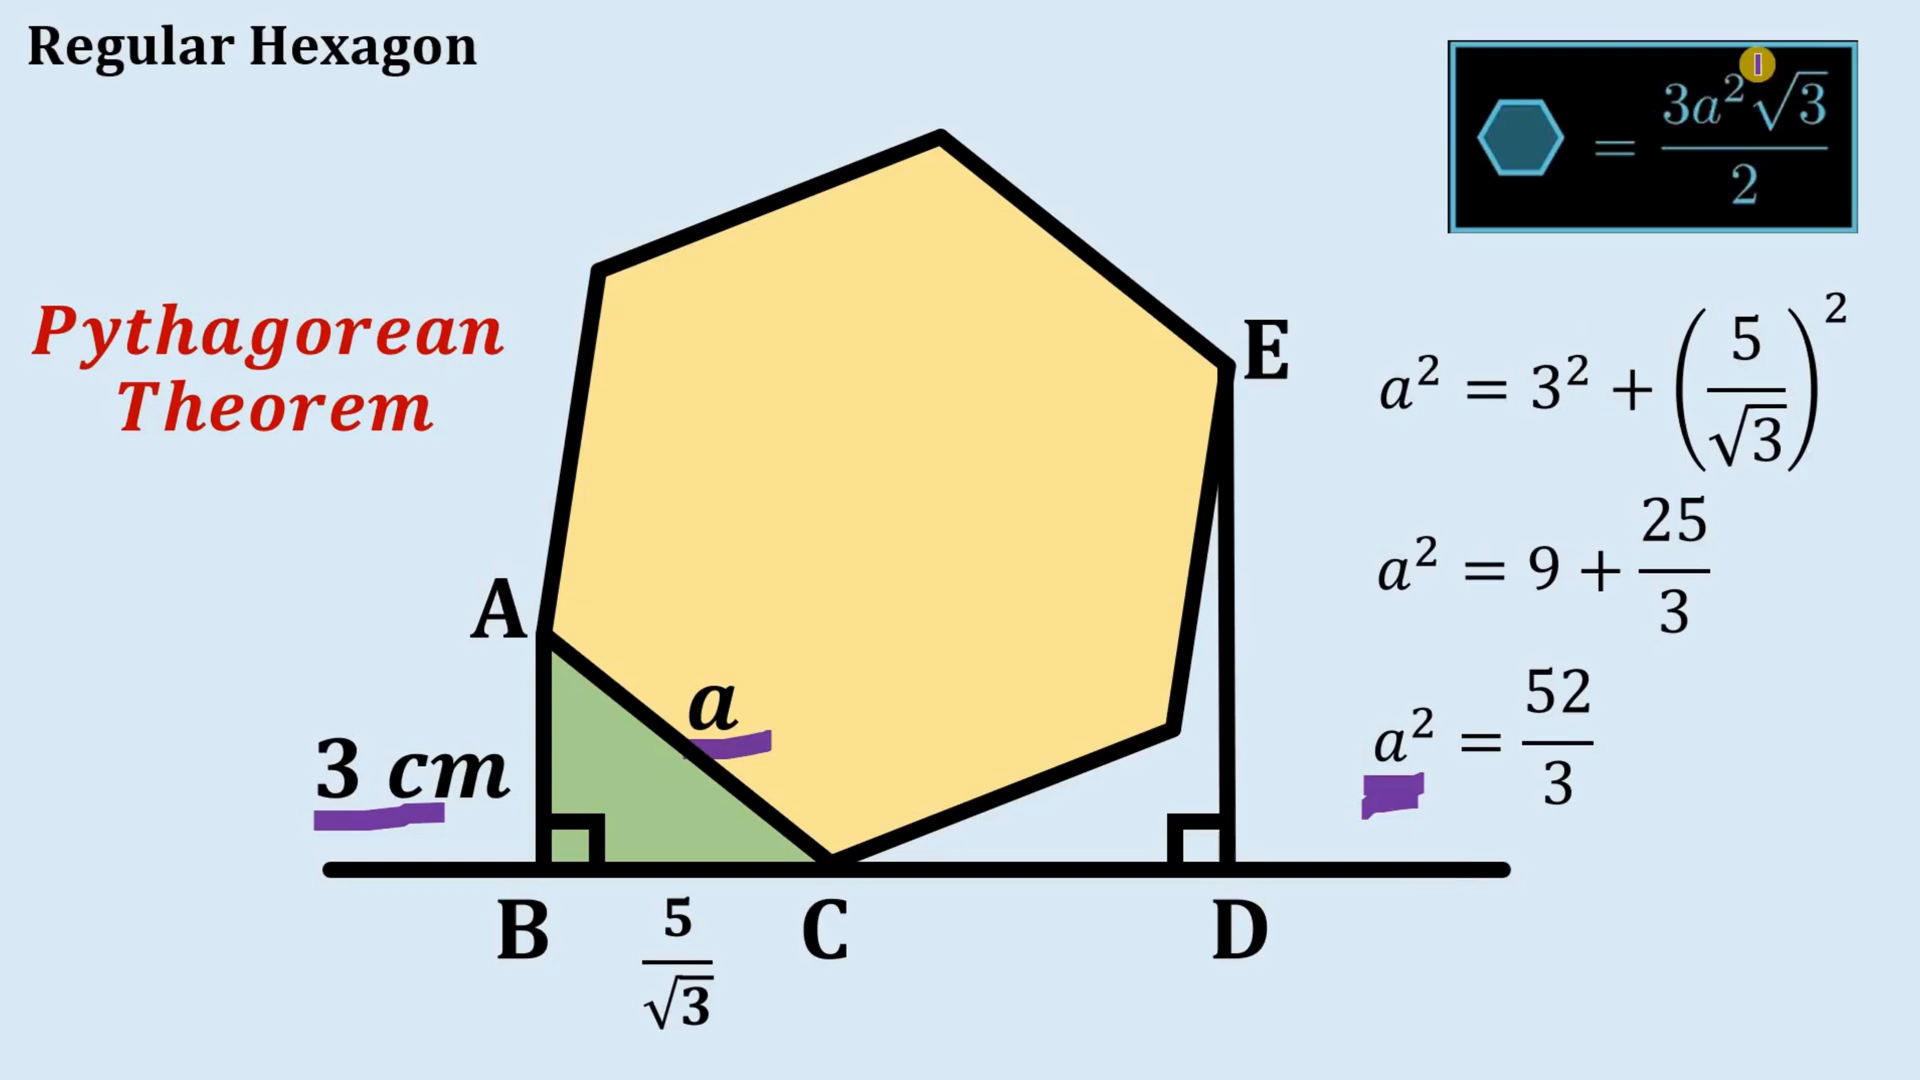 Regular Hexagon
= 3a²√3 / 2
Pythagorean
Theorem
E
a² = 3² + (5/√3)²
a² = 9 + 25/3
A
a
a² = 52/3
3 cm
B
C
D
5/√3